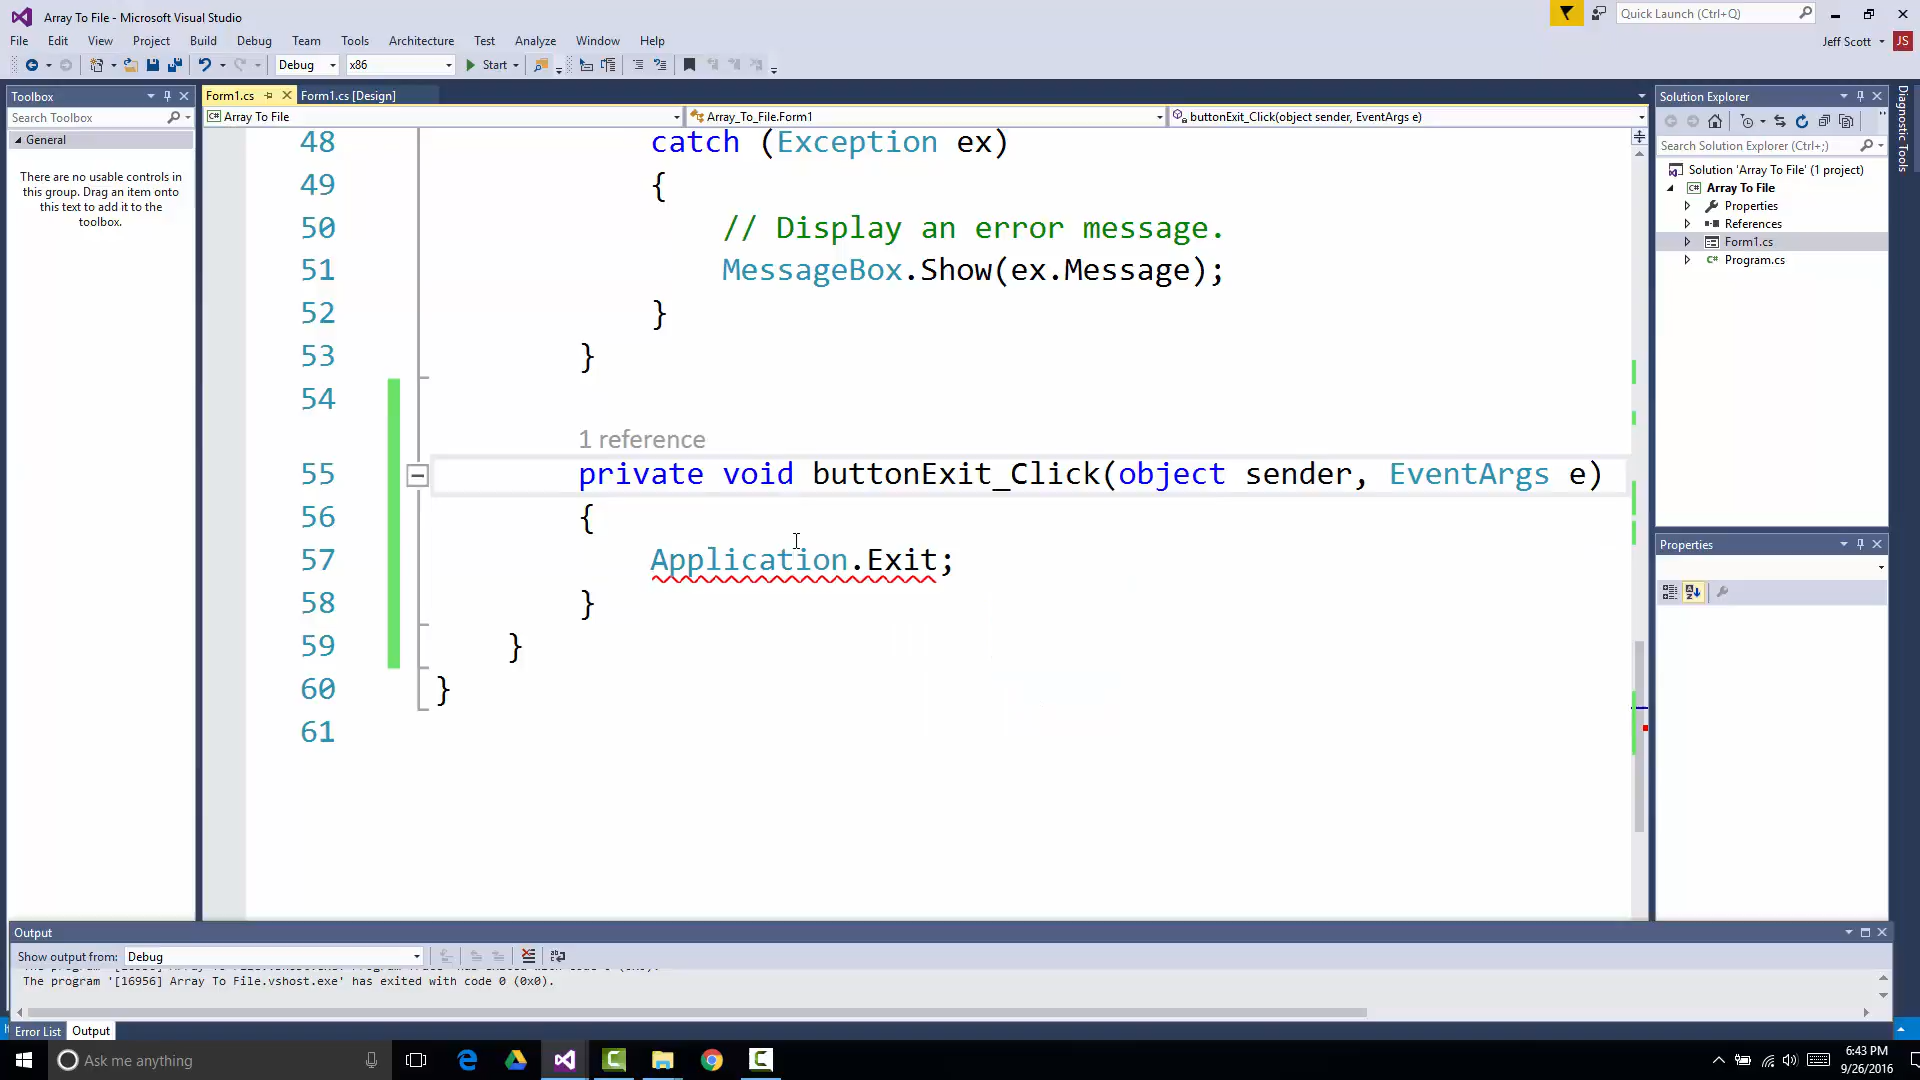 Array To File - Microsoft Visual Studio
Quick Launch (Ctrl+Q)
File Edit View Project Build Debug Team Tools Architecture Test Analyze Window Help
Jeff Scott JS
Debug x86 Start
Toolbox
Form1.cs Form1.cs [Design]
Solution Explorer
Diagnostic Tools
Search Toolbox
Array To File Array_To_File.Form1 buttonExit_Click(object sender, EventArgs e)
General
There are no usable controls in
this group. Drag an item onto
this text to add it to the
toolbox.
Search Solution Explorer (Ctrl+;)
Solution 'Array To File' (1 project)
Array To File
Properties
References
Form1.cs
Program.cs
48 catch (Exception ex)
49 {
50 // Display an error message.
51 MessageBox.Show(ex.Message);
52 }
53 }
54
1 reference
55 private void buttonExit_Click(object sender, EventArgs e)
56 {
57 Application.Exit;
58 }
59 }
60 }
61
Properties
Output
Show output from: Debug
The program '[16956] Array To File.vshost.exe' has exited with code 0 (0x0).
Error List Output
Ask me anything
6:43 PM
9/26/2016